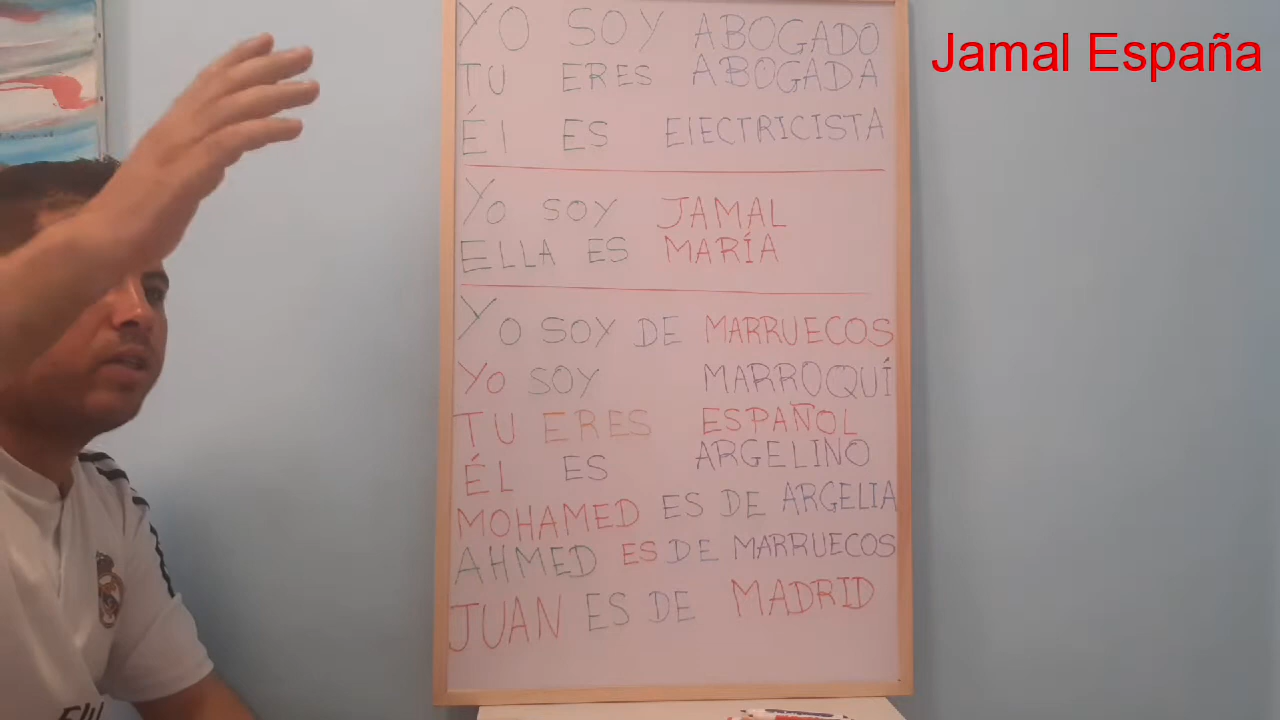 Jamal España
YO SOY ABOGADO
TU ERES ABOGADA
Él ES ElECTRICISTA
Yo SOY JAMAL
ELLA ES MARÍA
YO SOY DE MARRUECOS
Yo SOY MARROQUÍ
TU ERES ESPAÑOL
ÉL ES ARGELINO
MOHAMED ES DE ARGELIA
AHMED ES DE MARRUECOS
JUAN ES DE MADRID